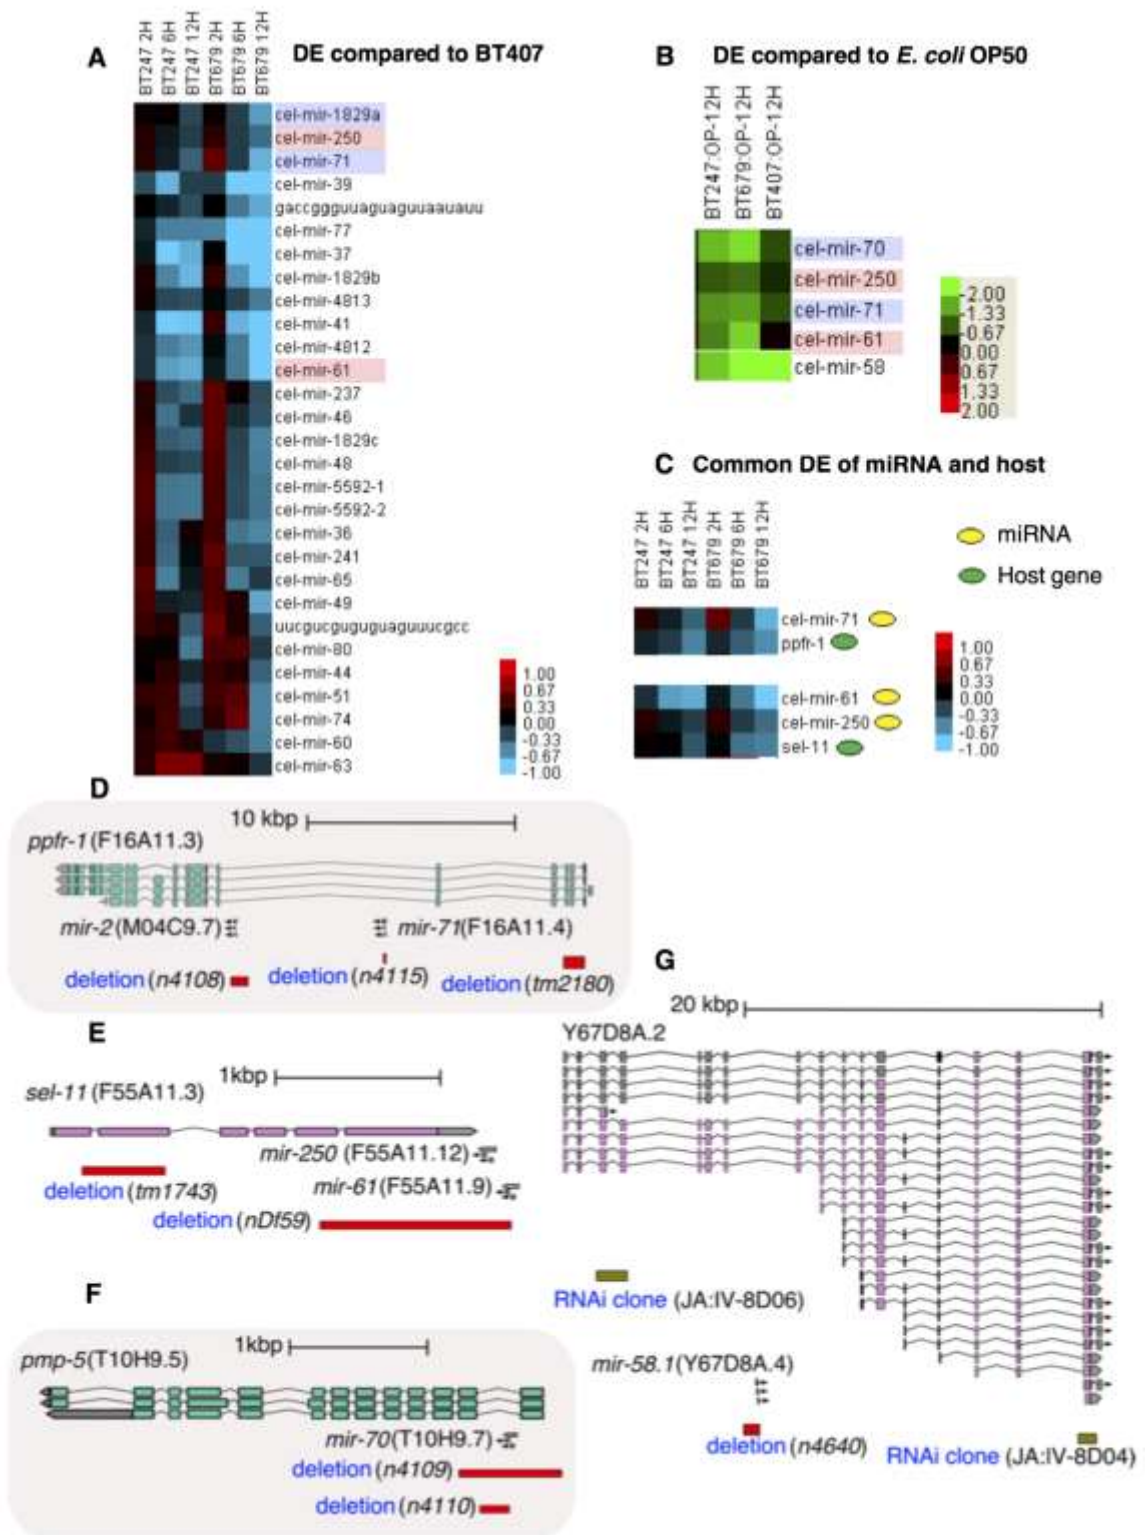 A
BT247 2H
BT247 6H
BT247 12H
BT679 2H
BT679 6H
BT679 12H
DE compared to BT407
cel-mir-1829a
cel-mir-250
cel-mir-71
cel-mir-39
gaccggguuaguaguuaauauu
cel-mir-77
cel-mir-37
cel-mir-1829b
cel-mir-4813
cel-mir-41
cel-mir-4812
cel-mir-61
cel-mir-237
cel-mir-46
cel-mir-1829c
cel-mir-48
cel-mir-5592-1
cel-mir-5592-2
cel-mir-36
cel-mir-241
cel-mir-65
cel-mir-49
uucgucguguguaguuucgcc
cel-mir-80
cel-mir-44
cel-mir-51
cel-mir-74
cel-mir-60
cel-mir-63
1.00
0.67
0.33
0.00
-0.33
-0.67
-1.00
B
DE compared to E. coli OP50
BT247:OP-12H
BT679:OP-12H
BT407:OP-12H
cel-mir-70
cel-mir-250
cel-mir-71
cel-mir-61
cel-mir-58
-2.00
-1.33
-0.67
0.00
0.67
1.33
2.00
C Common DE of miRNA and host
BT247 2H
BT247 6H
BT247 12H
BT679 2H
BT679 6H
BT679 12H
miRNA
Host gene
cel-mir-71
ppfr-1
cel-mir-61
cel-mir-250
sel-11
1.00
0.67
0.33
0.00
-0.33
-0.67
-1.00
D
10 kbp
ppfr-1(F16A11.3)
mir-2(M04C9.7)
mir-71(F16A11.4)
deletion(n4108)
deletion(n4115)
deletion(tm2180)
E
1kbp
sel-11(F55A11.3)
mir-250 (F55A11.12)
mir-61(F55A11.9)
deletion(tm1743)
deletion(nDf59)
F
1kbp
pmp-5(T10H9.5)
mir-70(T10H9.7)
deletion(n4109)
deletion(n4110)
G
20 kbp
Y67D8A.2
RNAi clone (JA:IV-8D06)
mir-58.1(Y67D8A.4)
deletion(n4640)
RNAi clone (JA:IV-8D04)